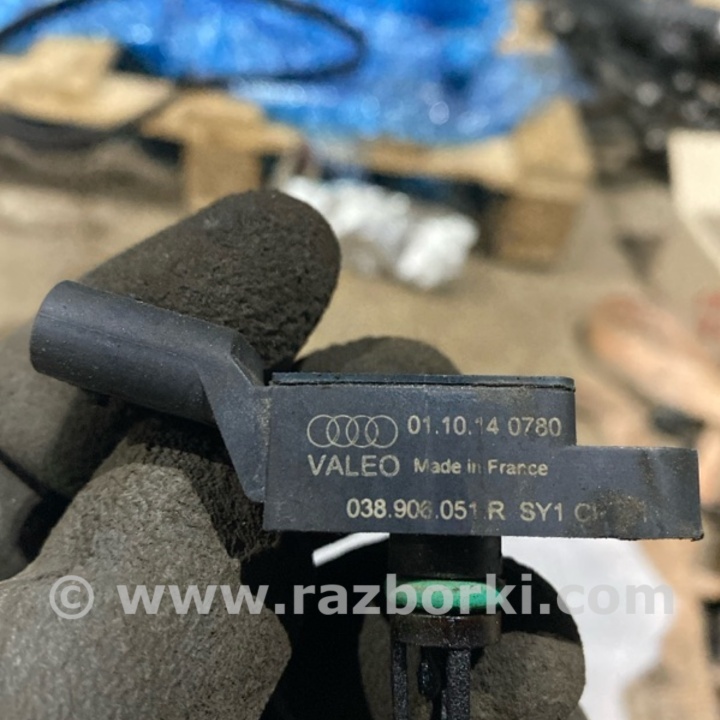 01.10.14 0780
VALEO Made in France
038.906.051.R SY1
© www.razborki.com